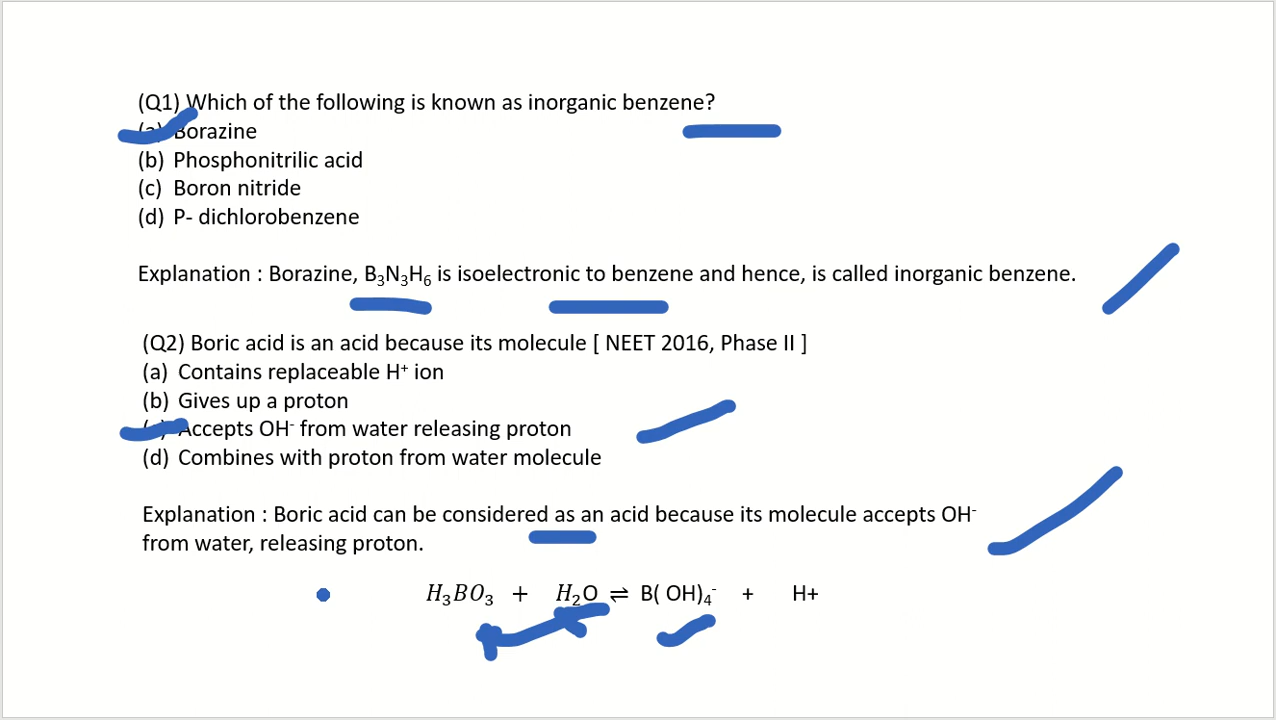 (Q1) Which of the following is known as inorganic benzene?
(a) Borazine
(b) Phosphonitrilic acid
(c) Boron nitride
(d) P- dichlorobenzene
Explanation : Borazine, B₃N₃H₆ is isoelectronic to benzene and hence, is called inorganic benzene.
(Q2) Boric acid is an acid because its molecule [ NEET 2016, Phase II ]
(a) Contains replaceable H⁺ ion
(b) Gives up a proton
(c) Accepts OH⁻ from water releasing proton
(d) Combines with proton from water molecule
Explanation : Boric acid can be considered as an acid because its molecule accepts OH⁻
from water, releasing proton.
H₃BO₃ + H₂O ⇌ B( OH)₄⁻ + H+